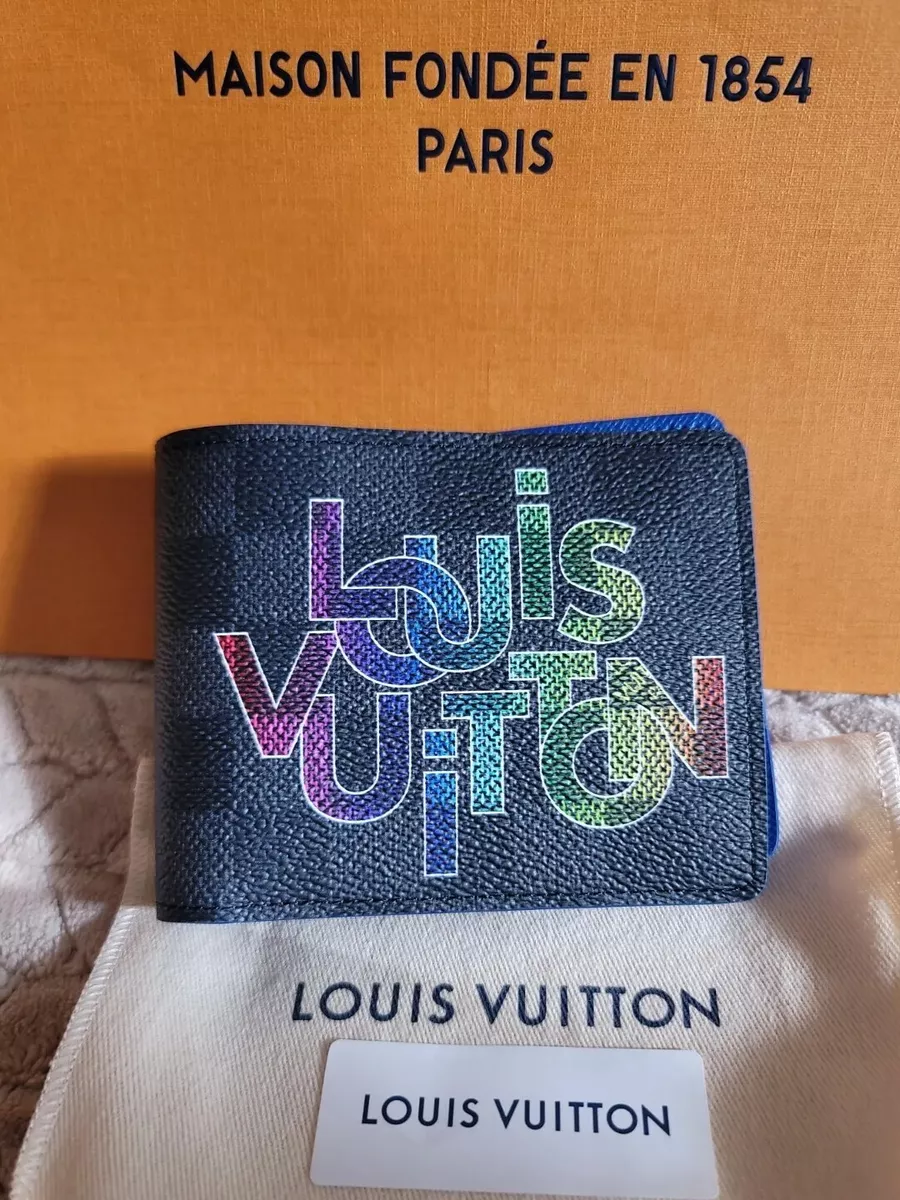 MAISON FONDÉE EN 1854
PARIS
LOUiS
VUiTTON
LOUIS VUITTON
LOUIS VUITTON